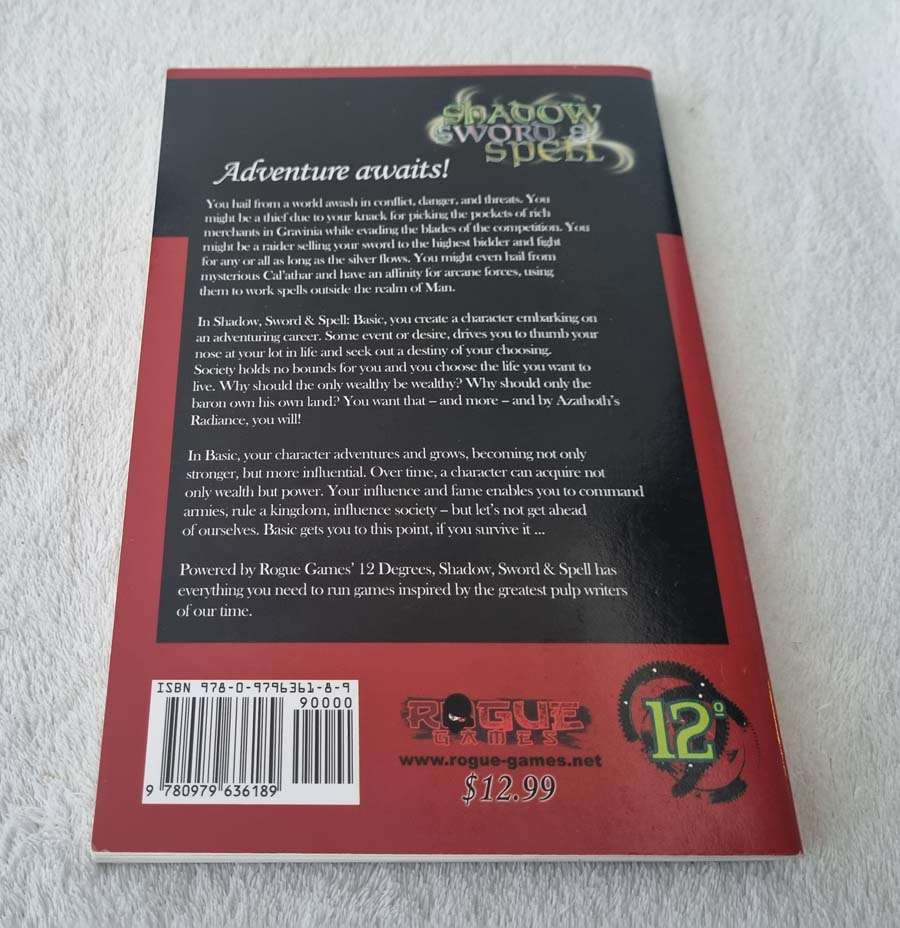 SHADOW
SWORD &
SPELL
Adventure awaits!
You hail from a world awash in conflict, danger, and threats. You
might be a thief due to your knack for picking the pockets of rich
merchants in Gravinia while evading the blades of the competition. You
might be a raider selling your sword to the highest bidder and fight
for any or all as long as the silver flows. You might even hail from
mysterious Cal'athar and have an affinity for arcane forces, using
them to work spells outside the realm of Man.
In Shadow, Sword & Spell: Basic, you create a character embarking on
an adventuring career. Some event or desire, drives you to thumb your
nose at your lot in life and seek out a destiny of your choosing.
Society holds no bounds for you and you choose the life you want to
live. Why should the only wealthy be wealthy? Why should only the
baron own his own land? You want that – and more – and by Azathoth's
Radiance, you will!
In Basic, your character adventures and grows, becoming not only
stronger, but more influential. Over time, a character can acquire not
only wealth but power. Your influence and fame enables you to command
armies, rule a kingdom, influence society – but let's not get ahead
of ourselves. Basic gets you to this point, if you survive it ...
Powered by Rogue Games' 12 Degrees, Shadow, Sword & Spell has
everything you need to run games inspired by the greatest pulp writers
of our time.
ISBN 978-0-9796361-8-9
90000
9 780979 636189
ROGUE
GAMES
www.rogue-games.net
$12.99
12°